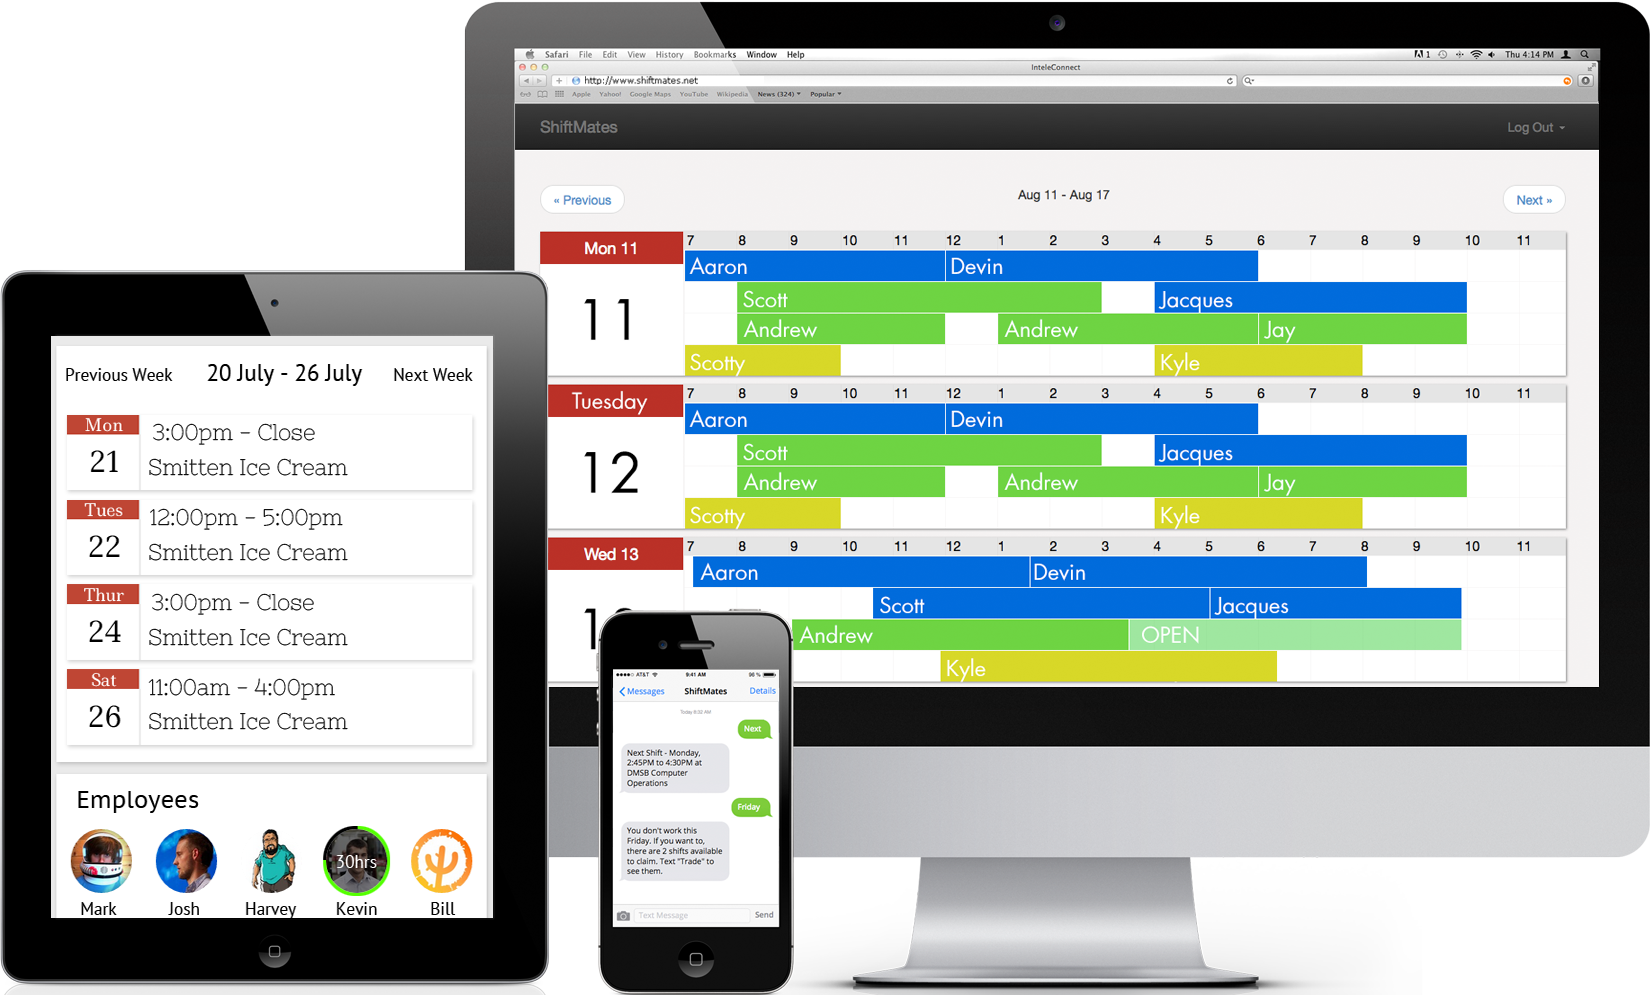 Safari File Edit View History Bookmarks Window Help
1 Thu 4:14 PM
InteleConnect
http://www.shiftmates.net
Apple Yahoo! Google Maps YouTube Wikipedia News (324) Popular
ShiftMates Log Out
« Previous Aug 11 - Aug 17 Next »
Mon 11 7 8 9 10 11 12 1 2 3 4 5 6 7 8 9 10 11
11
Aaron Devin
Scott Jacques
Andrew Andrew Jay
Scotty Kyle
Tuesday 7 8 9 10 11 12 1 2 3 4 5 6 7 8 9 10 11
12
Aaron Devin
Scott Jacques
Andrew Andrew Jay
Scotty Kyle
Wed 13 7 8 9 10 11 12 1 2 3 4 5 6 7 8 9 10 11
Aaron Devin
Scott Jacques
Andrew OPEN
Kyle
Previous Week 20 July - 26 July Next Week
Mon
21
3:00pm - Close
Smitten Ice Cream
Tues
22
12:00pm - 5:00pm
Smitten Ice Cream
Thur
24
3:00pm - Close
Smitten Ice Cream
Sat
26
11:00am - 4:00pm
Smitten Ice Cream
Employees
30hrs
Mark Josh Harvey Kevin Bill
AT&T 9:41 AM 98 %
Messages ShiftMates Details
Today 8:32 AM
Next
Next Shift - Monday,
2:45PM to 4:30PM at
DMSB Computer
Operations
Friday
You don't work this
Friday. If you want to,
there are 2 shifts available
to claim. Text "Trade" to
see them.
Text Message Send